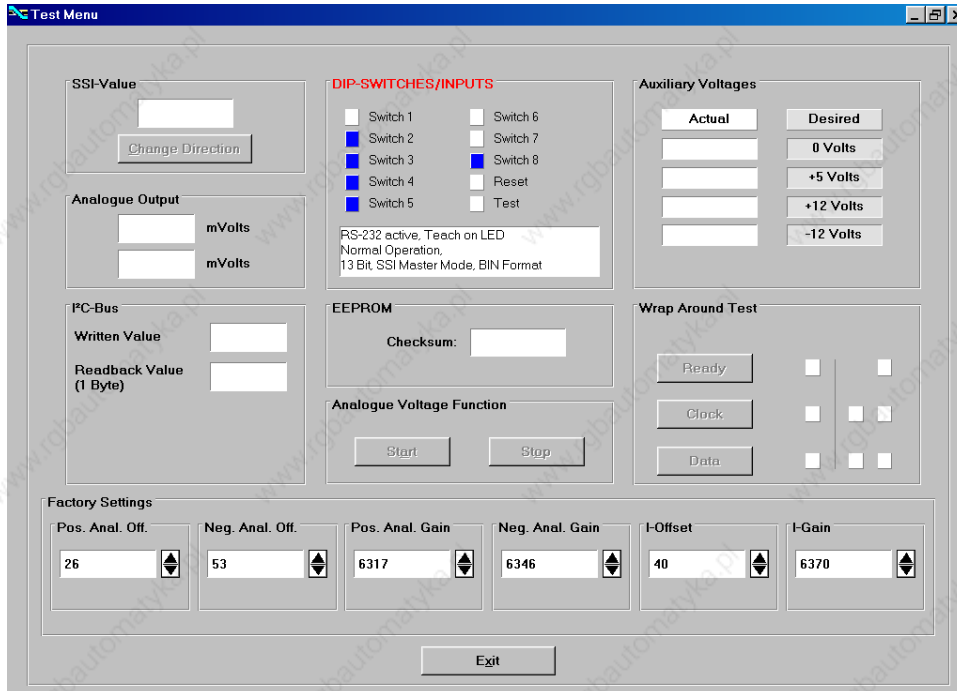 Test Menu
SSI-Value
Change Direction
Analogue Output
mVolts
mVolts
I²C-Bus
Written Value
Readback Value
(1 Byte)
DIP-SWITCHES/INPUTS
Switch 1
Switch 2
Switch 3
Switch 4
Switch 5
Switch 6
Switch 7
Switch 8
Reset
Test
RS-232 active, Teach on LED
Normal Operation,
13 Bit, SSI Master Mode, BIN Format
EEPROM
Checksum:
Analogue Voltage Function
Start
Stop
Auxiliary Voltages
Actual
Desired
0 Volts
+5 Volts
+12 Volts
-12 Volts
Wrap Around Test
Ready
Clock
Data
Factory Settings
Pos. Anal. Off.
26
Neg. Anal. Off.
53
Pos. Anal. Gain
6317
Neg. Anal. Gain
6346
I-Offset
40
I-Gain
6370
Exit
www.rgbautomatyka.pl